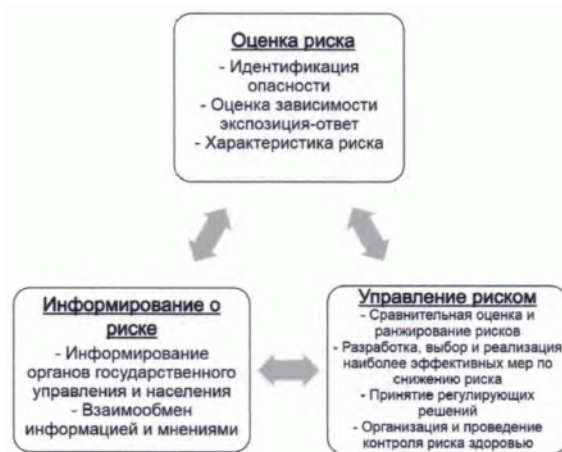 Оценка риска
- Идентификация
опасности
- Оценка зависимости
экспозиция-ответ
- Характеристика риска
Информирование о
риске
- Информирование
органов государственного
управления и населения
- Взаимообмен
информацией и мнениями
Управление риском
- Сравнительная оценка и
ранжирование рисков
- Разработка, выбор и реализация
наиболее эффективных мер по
снижению риска
- Принятие регулирующих
решений
- Организация и проведение
контроля риска здоровью